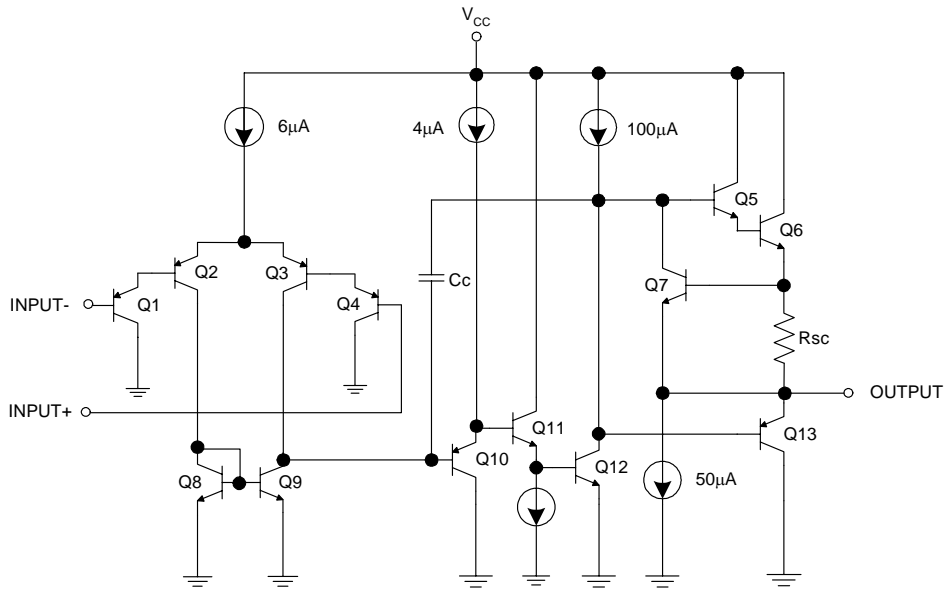 VCC
6μA
4μA
100μA
Q5
Q6
Q2
Q3
Q1
Q4
Cc
Q7
INPUT-
Rsc
OUTPUT
INPUT+
Q11
Q13
Q10
Q12
Q8
Q9
50μA